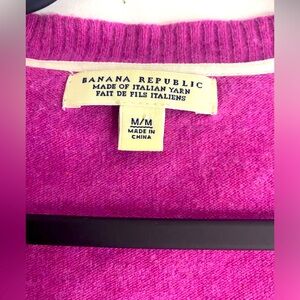 BANANA REPUBLIC
MADE OF ITALIAN YARN
FAIT DE FILS ITALIENS
M/M
MADE IN
CHINA